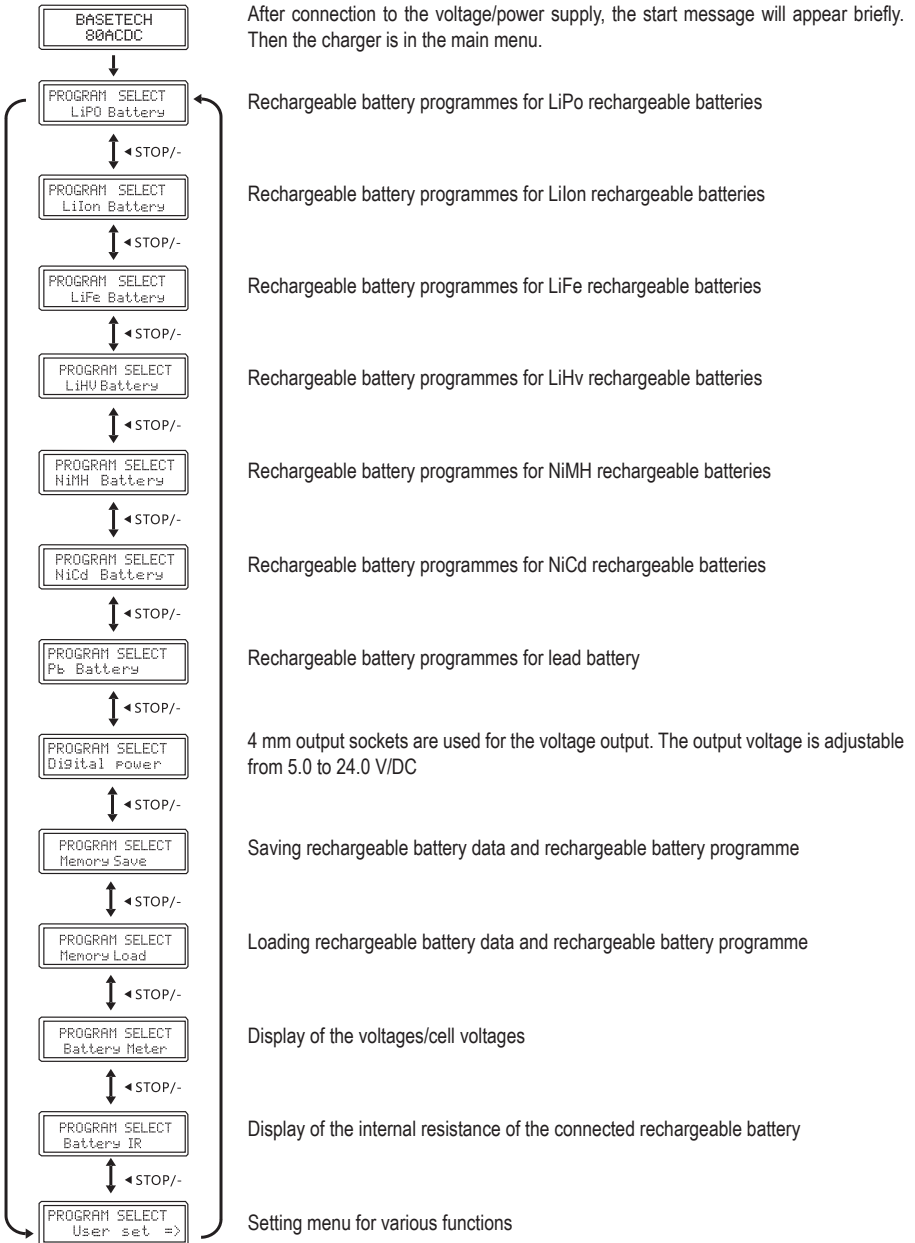 BASETECH
80ACDC
After connection to the voltage/power supply, the start message will appear briefly.
Then the charger is in the main menu.
PROGRAM SELECT
LiPO Battery
Rechargeable battery programmes for LiPo rechargeable batteries
◄STOP/-
PROGRAM SELECT
LiIon Battery
Rechargeable battery programmes for LiIon rechargeable batteries
◄STOP/-
PROGRAM SELECT
LiFe Battery
Rechargeable battery programmes for LiFe rechargeable batteries
◄STOP/-
PROGRAM SELECT
LiHV Battery
Rechargeable battery programmes for LiHv rechargeable batteries
◄STOP/-
PROGRAM SELECT
NiMH Battery
Rechargeable battery programmes for NiMH rechargeable batteries
◄STOP/-
PROGRAM SELECT
NiCd Battery
Rechargeable battery programmes for NiCd rechargeable batteries
◄STOP/-
PROGRAM SELECT
Pb Battery
Rechargeable battery programmes for lead battery
◄STOP/-
PROGRAM SELECT
Digital power
4 mm output sockets are used for the voltage output. The output voltage is adjustable
from 5.0 to 24.0 V/DC
◄STOP/-
PROGRAM SELECT
Memory Save
Saving rechargeable battery data and rechargeable battery programme
◄STOP/-
PROGRAM SELECT
Memory Load
Loading rechargeable battery data and rechargeable battery programme
◄STOP/-
PROGRAM SELECT
Battery Meter
Display of the voltages/cell voltages
◄STOP/-
PROGRAM SELECT
Battery IR
Display of the internal resistance of the connected rechargeable battery
◄STOP/-
PROGRAM SELECT
User set =>
Setting menu for various functions